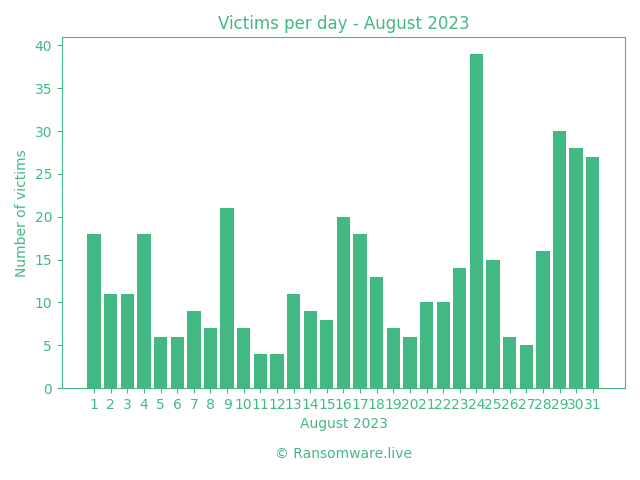 Victims per day - August 2023
Number of victims
40
35
30
25
20
15
10
5
0
1 2 3 4 5 6 7 8 9 10 11 12 13 14 15 16 17 18 19 20 21 22 23 24 25 26 27 28 29 30 31
August 2023
© Ransomware.live